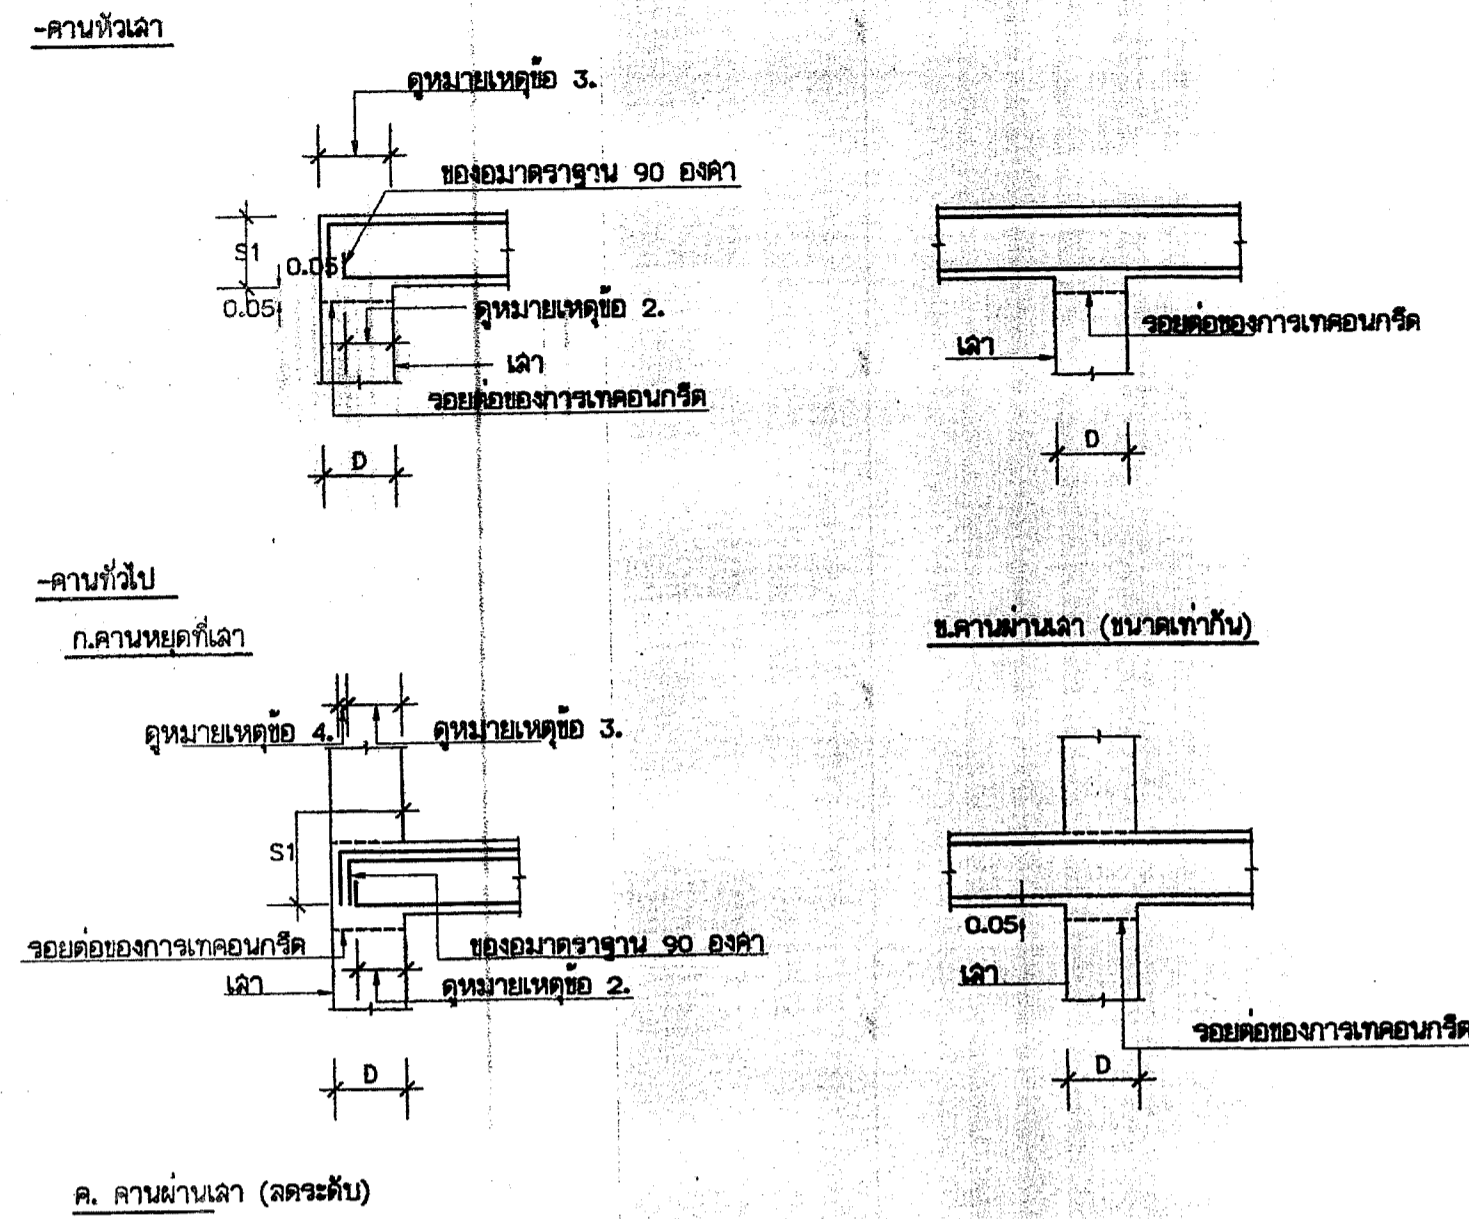 -คานหัวเสา
ดูหมายเหตุข้อ 3.
ของอมาตราฐาน 90 องศา
S1
0.05
0.05
ดูหมายเหตุข้อ 2.
เสา
รอยต่อของการเทคอนกรีต
D
รอยต่อของการเทคอนกรีต
เสา
D
-คานทั่วไป
ก.คานหยุดที่เสา
ข.คานผ่านเสา (ขนาดเท่ากัน)
ดูหมายเหตุข้อ 4.
ดูหมายเหตุข้อ 3.
S1
รอยต่อของการเทคอนกรีต
ของอมาตราฐาน 90 องศา
เสา
ดูหมายเหตุข้อ 2.
D
0.05
เสา
รอยต่อของการเทคอนกรีต
D
ค. คานผ่านเสา (ลดระดับ)